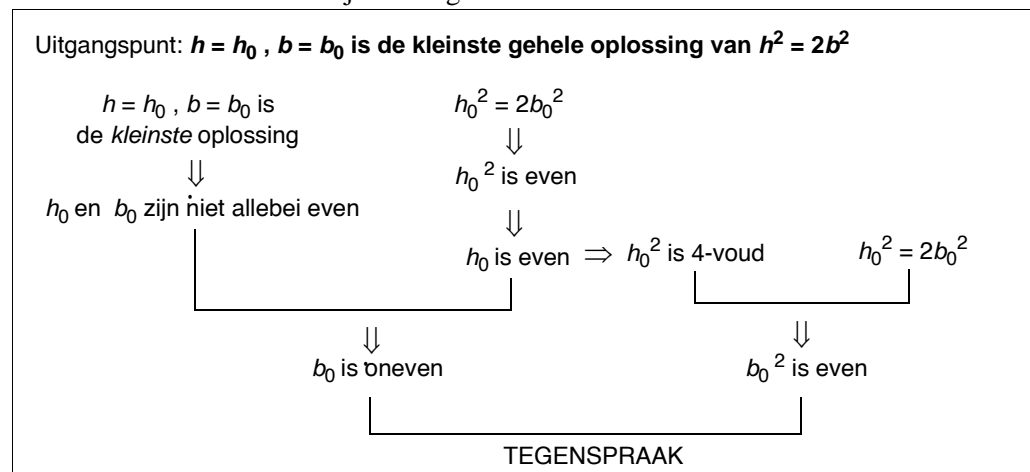 Uitgangspunt: h = h₀ , b = b₀ is de kleinste gehele oplossing van h² = 2b²
h = h₀ , b = b₀ is
de kleinste oplossing
h₀² = 2b₀²
⇓
⇓
h₀² is even
h₀ en b₀ zijn niet allebei even
⇓
h₀ is even ⇒ h₀² is 4-voud
h₀² = 2b₀²
⇓
⇓
b₀ is oneven
b₀² is even
TEGENSPRAAK